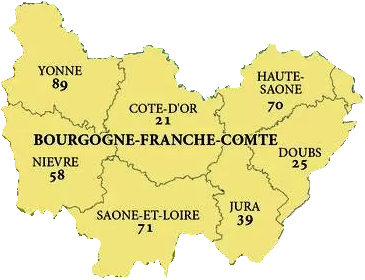 YONNE
89
HAUTE-
SAONE
70
COTE-D'OR
21
BOURGOGNE-FRANCHE-COMTE
NIEVRE
58
DOUBS
25
SAONE-ET-LOIRE
71
JURA
39